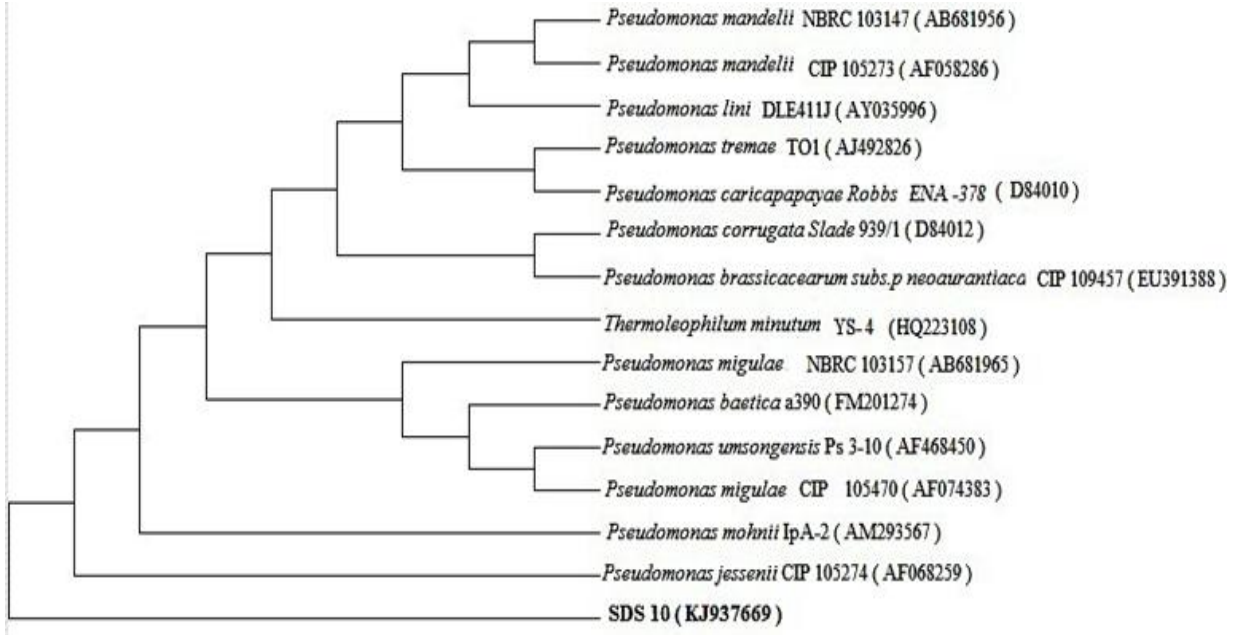 Pseudomonas mandelii NBRC 103147 ( AB681956 )
Pseudomonas mandelii CIP 105273 ( AF058286 )
Pseudomonas lini DLE411J ( AY035996 )
Pseudomonas tremae TO1 ( AJ492826 )
Pseudomonas caricapapayae Robbs ENA -378 ( D84010 )
Pseudomonas corrugata Slade 939/1 ( D84012 )
Pseudomonas brassicacearum subs.p neoaurantiaca CIP 109457 ( EU391388 )
Thermoleophilum minutum YS- 4 (HQ223108 )
Pseudomonas migulae NBRC 103157 ( AB681965 )
Pseudomonas baetica a390 ( FM201274 )
Pseudomonas umsongensis Ps 3-10 ( AF468450 )
Pseudomonas migulae CIP 105470 ( AF074383 )
Pseudomonas mohnii IpA-2 ( AM293567 )
Pseudomonas jessenii CIP 105274 ( AF068259 )
SDS 10 ( KJ937669 )